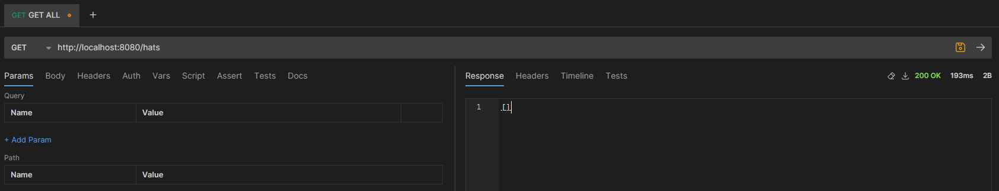 GET GET ALL +
GET http://localhost:8080/hats
Params Body Headers Auth Vars Script Assert Tests Docs
Response Headers Timeline Tests 200 OK 193ms 2B
Query
Name Value
+ Add Param
Path
Name Value
1 []